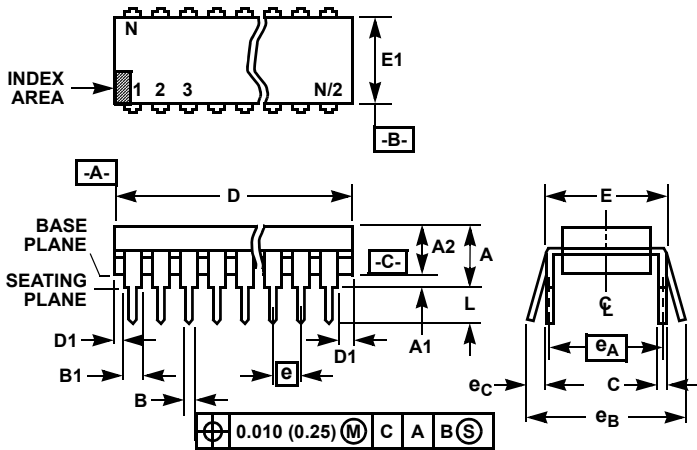 N
INDEX
AREA
1 2 3 N/2
E1
-B-
-A-
D
E
BASE
PLANE
SEATING
PLANE
-C-
A2
A
L
A1
D1
D1
B1
B
e
℄
eA
eC
C
eB
⌖ 0.010 (0.25) Ⓜ C A B Ⓢ